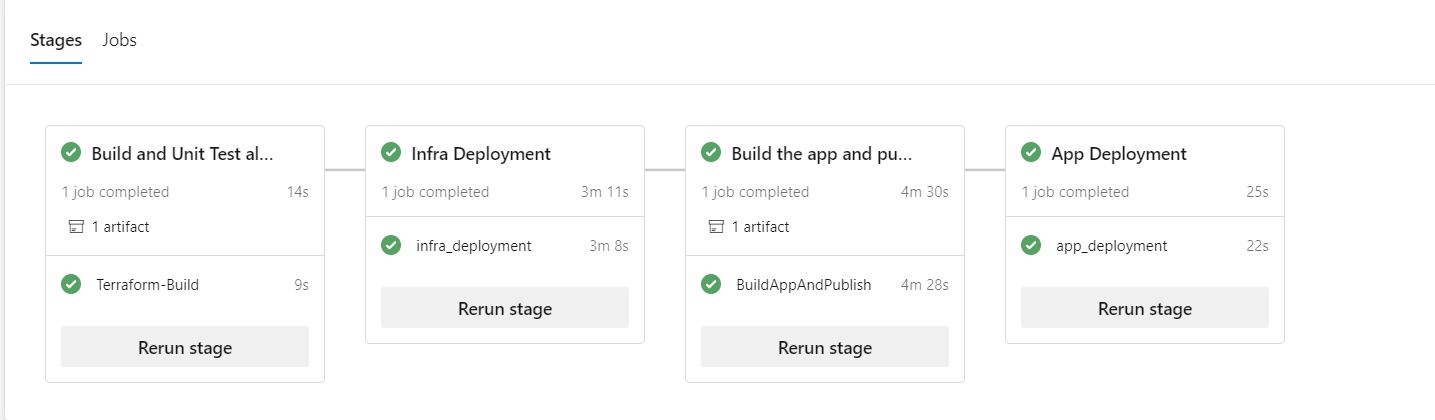 Stages Jobs
Build and Unit Test al...
1 job completed 14s
1 artifact
Terraform-Build 9s
Rerun stage
Infra Deployment
1 job completed 3m 11s
infra_deployment 3m 8s
Rerun stage
Build the app and pu...
1 job completed 4m 30s
1 artifact
BuildAppAndPublish 4m 28s
Rerun stage
App Deployment
1 job completed 25s
app_deployment 22s
Rerun stage